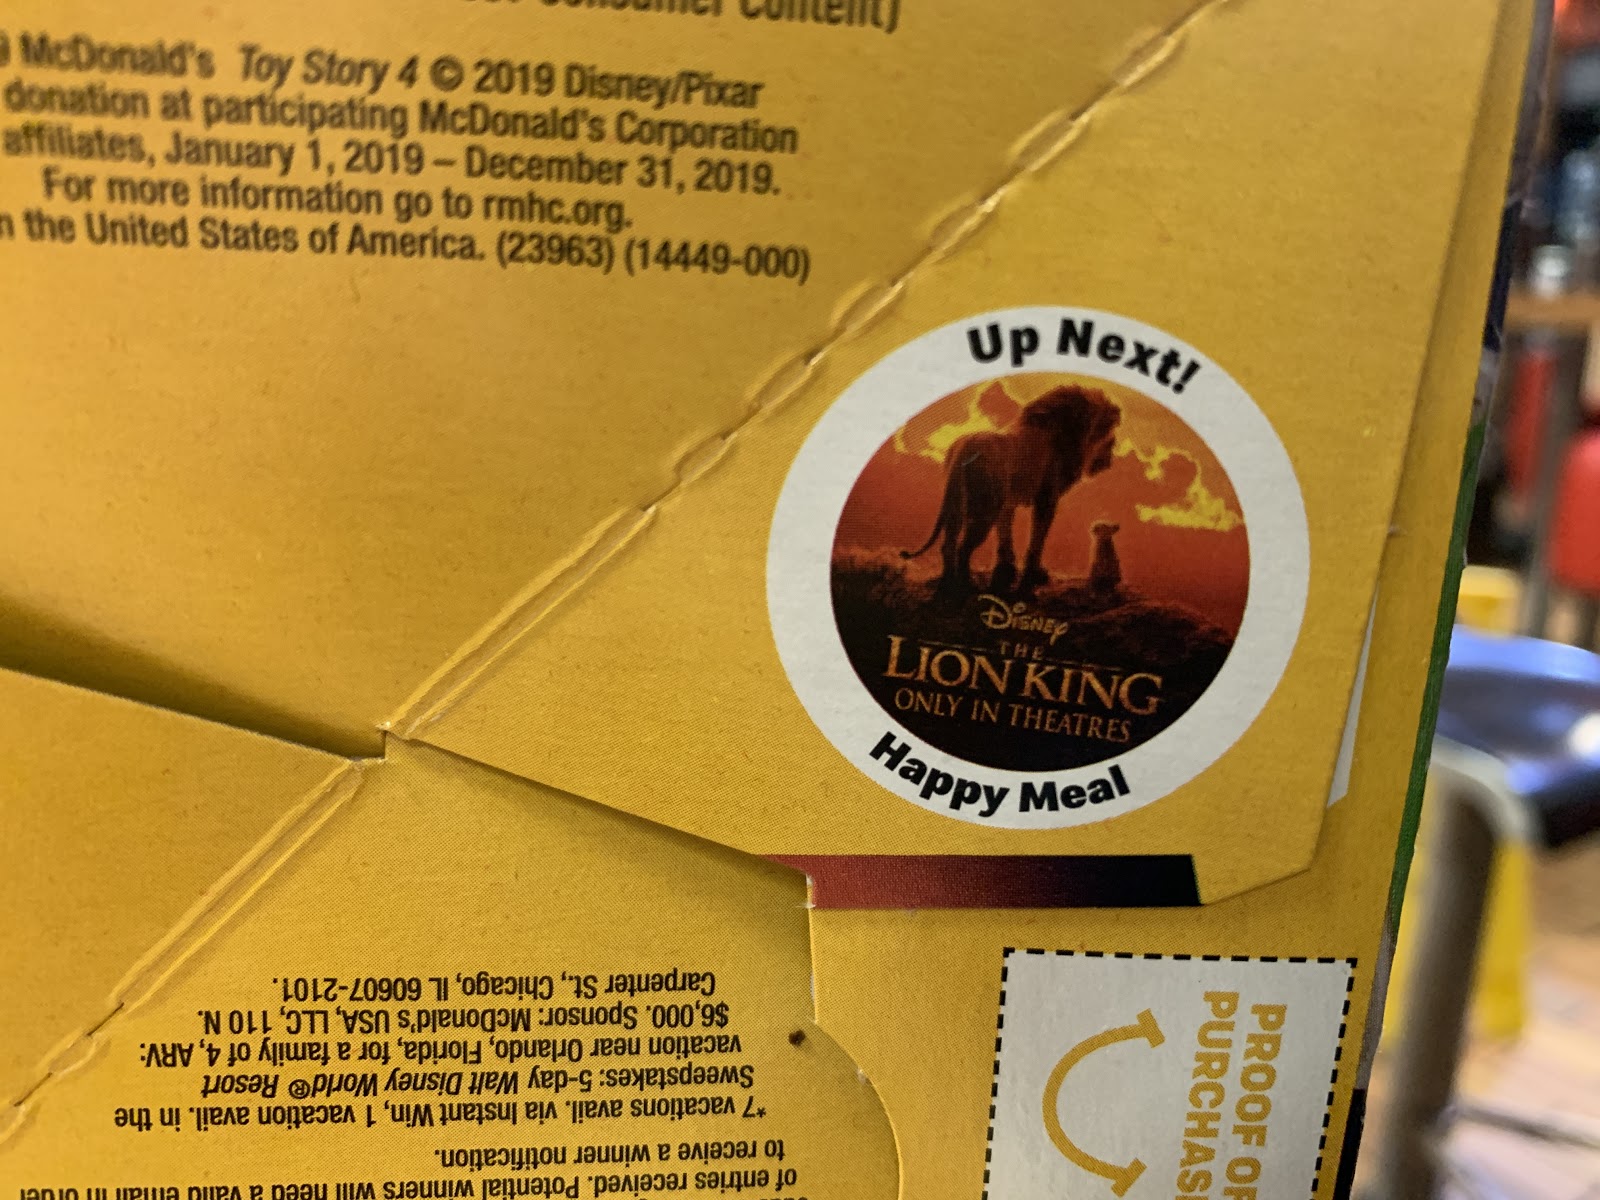 Consumer Content)
McDonald's Toy Story 4 © 2019 Disney/Pixar
donation at participating McDonald's Corporation
affiliates, January 1, 2019 – December 31, 2019.
For more information go to rmhc.org.
the United States of America. (23963) (14449-000)
Up Next!
Disney
THE
LION KING
ONLY IN THEATRES
Happy Meal
PROOF OF
PURCHAS
of entries received. Potential winners will need a valid email in order
to receive a winner notification.
*7 vacations avail. via Instant Win, 1 vacation avail. in the
Sweepstakes: 5-day Walt Disney World® Resort
vacation near Orlando, Florida, for a family of 4, ARV:
$6,000. Sponsor: McDonald's USA, LLC, 110 N.
Carpenter St., Chicago, IL 60607-2101.